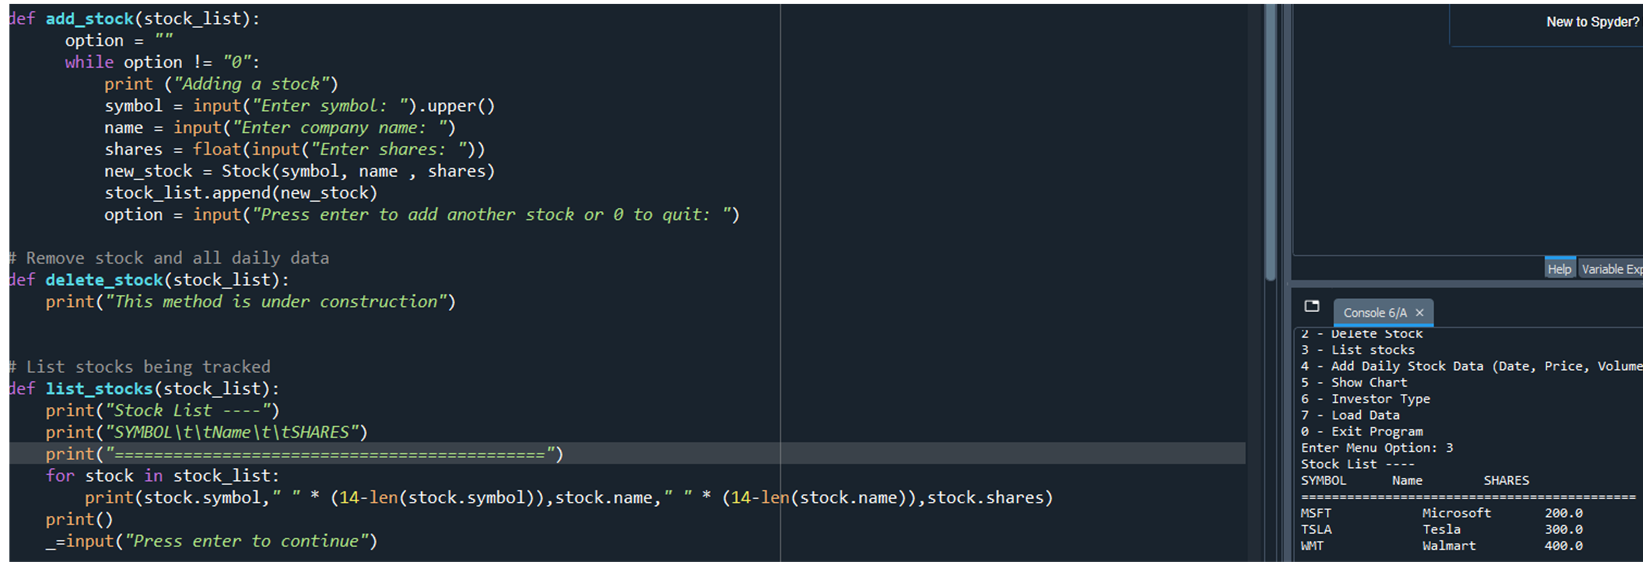 def add_stock(stock_list):
option = ""
while option != "0":
print ("Adding a stock")
symbol = input("Enter symbol: ").upper()
name = input("Enter company name: ")
shares = float(input("Enter shares: "))
new_stock = Stock(symbol, name , shares)
stock_list.append(new_stock)
option = input("Press enter to add another stock or 0 to quit: ")
# Remove stock and all daily data
def delete_stock(stock_list):
print("This method is under construction")
# List stocks being tracked
def list_stocks(stock_list):
print("Stock List ----")
print("SYMBOL\t\tName\t\tSHARES")
print("============================================")
for stock in stock_list:
print(stock.symbol," " * (14-len(stock.symbol)),stock.name," " * (14-len(stock.name)),stock.shares)
print()
_=input("Press enter to continue")
New to Spyder?
Help Variable Exp
Console 6/A
2 - Delete Stock
3 - List stocks
4 - Add Daily Stock Data (Date, Price, Volume
5 - Show Chart
6 - Investor Type
7 - Load Data
0 - Exit Program
Enter Menu Option: 3
Stock List ----
SYMBOL Name SHARES
============================================
MSFT Microsoft 200.0
TSLA Tesla 300.0
WMT Walmart 400.0